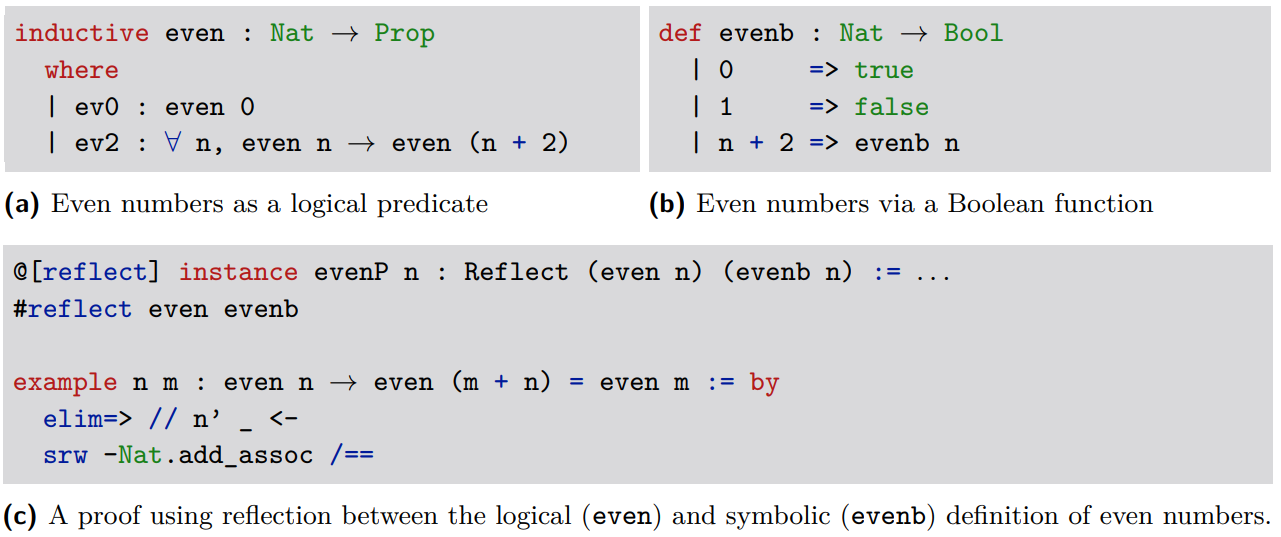 inductive even : Nat → Prop
where
| ev0 : even 0
| ev2 : ∀ n, even n → even (n + 2)
(a) Even numbers as a logical predicate
def evenb : Nat → Bool
| 0 => true
| 1 => false
| n + 2 => evenb n
(b) Even numbers via a Boolean function
@[reflect] instance evenP n : Reflect (even n) (evenb n) := ...
#reflect even evenb
example n m : even n → even (m + n) = even m := by
elim=> // n’ _ <-
srw -Nat.add_assoc /==
(c) A proof using reflection between the logical (even) and symbolic (evenb) definition of even numbers.